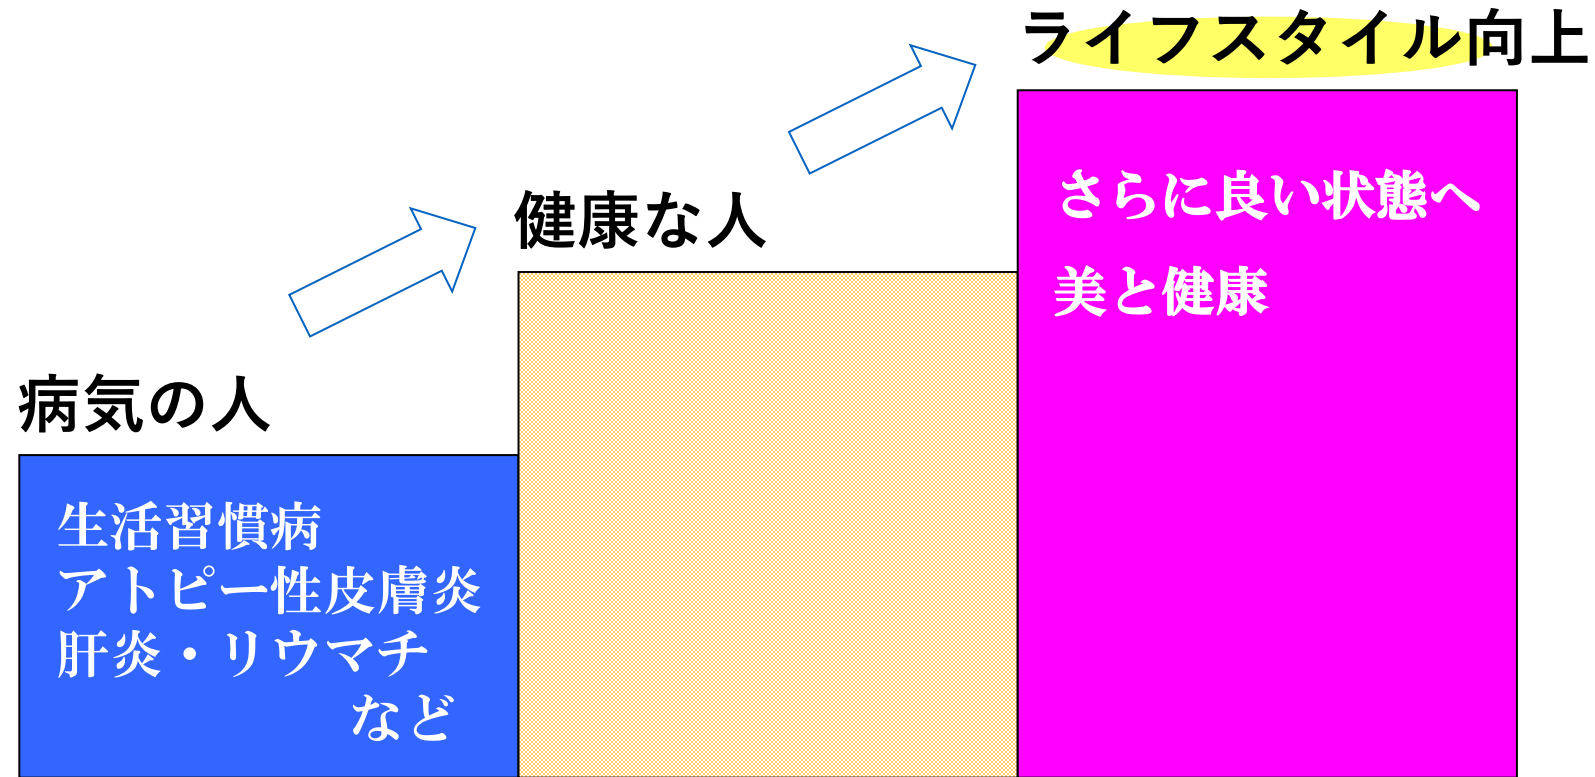 ライフスタイル向上
さらに良い状態へ
美と健康
健康な人
病気の人
生活習慣病
アトピー性皮膚炎
肝炎・リウマチ
など